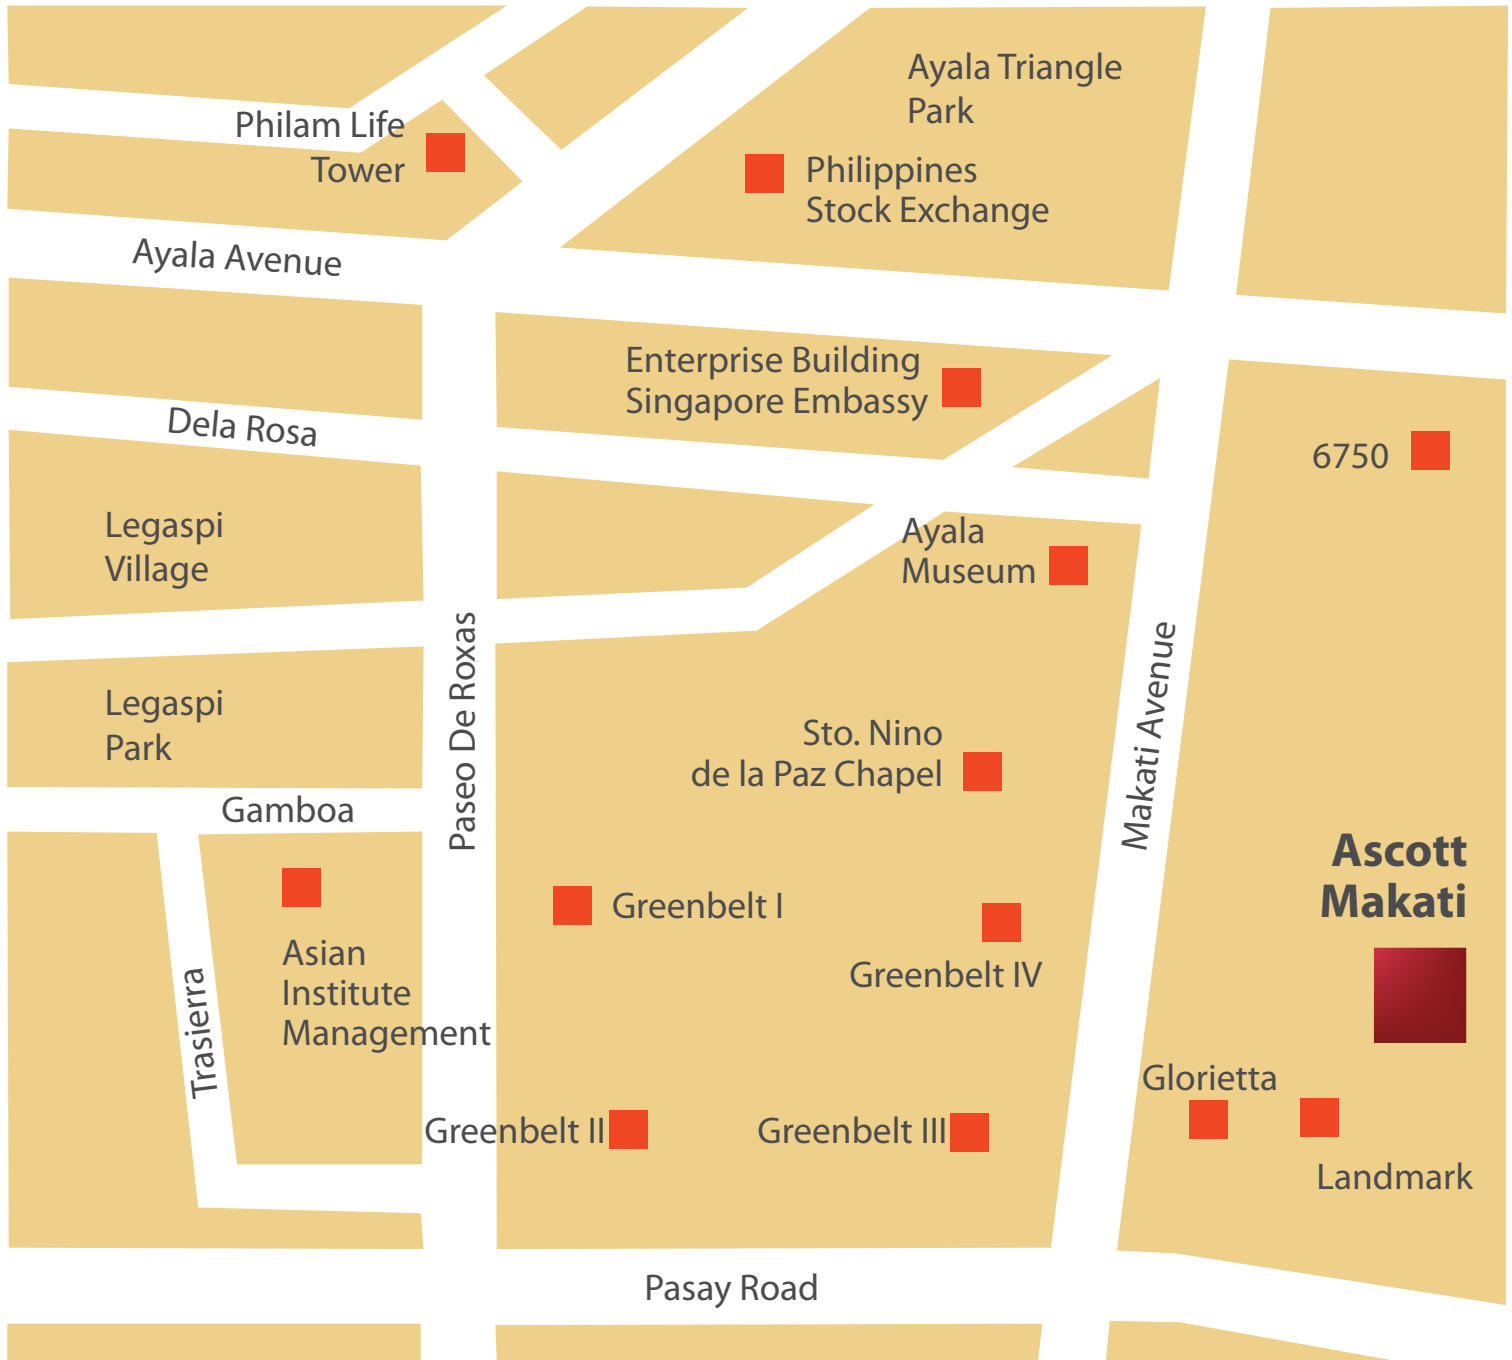 Ayala Triangle
Park
Philam Life
Tower
Philippines
Stock Exchange
Ayala Avenue
Enterprise Building
Singapore Embassy
Dela Rosa
6750
Legaspi
Village
Ayala
Museum
Paseo De Roxas
Makati Avenue
Legaspi
Park
Sto. Nino
de la Paz Chapel
Gamboa
Ascott
Makati
Greenbelt I
Asian
Institute
Management
Greenbelt IV
Trasierra
Glorietta
Greenbelt II
Greenbelt III
Landmark
Pasay Road